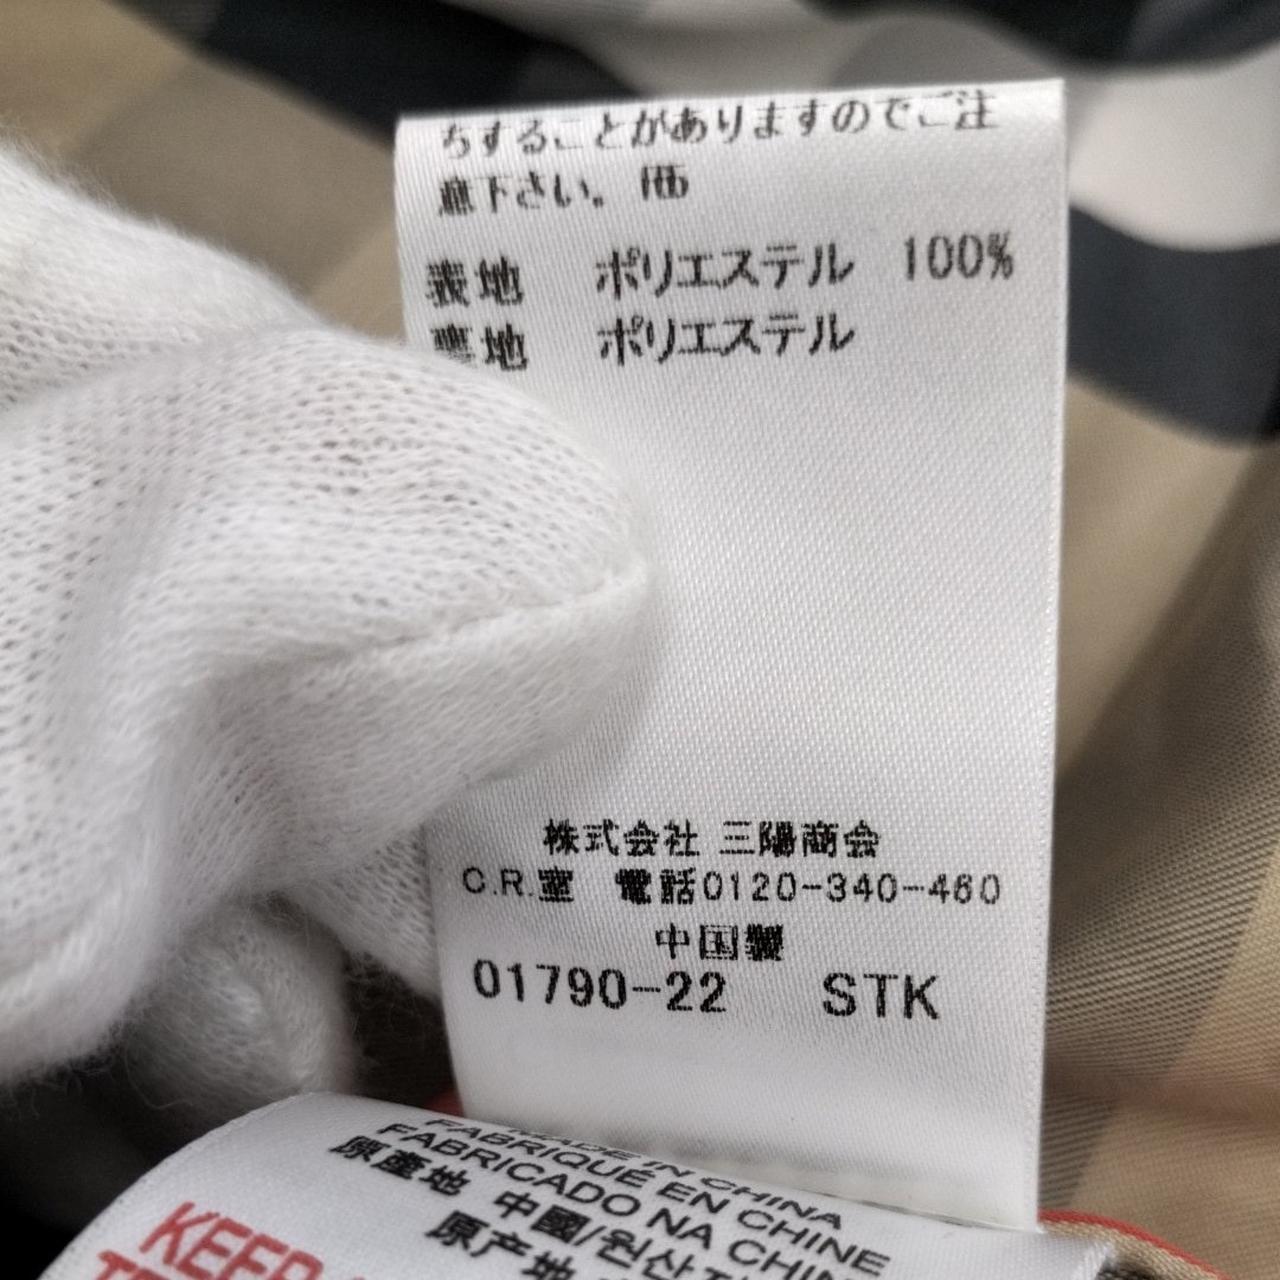 ちすることがありますのでご注
意下さい。
表地 ポリエステル 100%
裏地 ポリエステル
株式会社 三陽商会
C.R.室 電話0120-340-460
中国製
01790-22 STK
MADE IN CHINA
FABRIQUÉ EN CHINE
FABRICADO NA CHIN
原產地 中國/원산지
原产地
KEEP